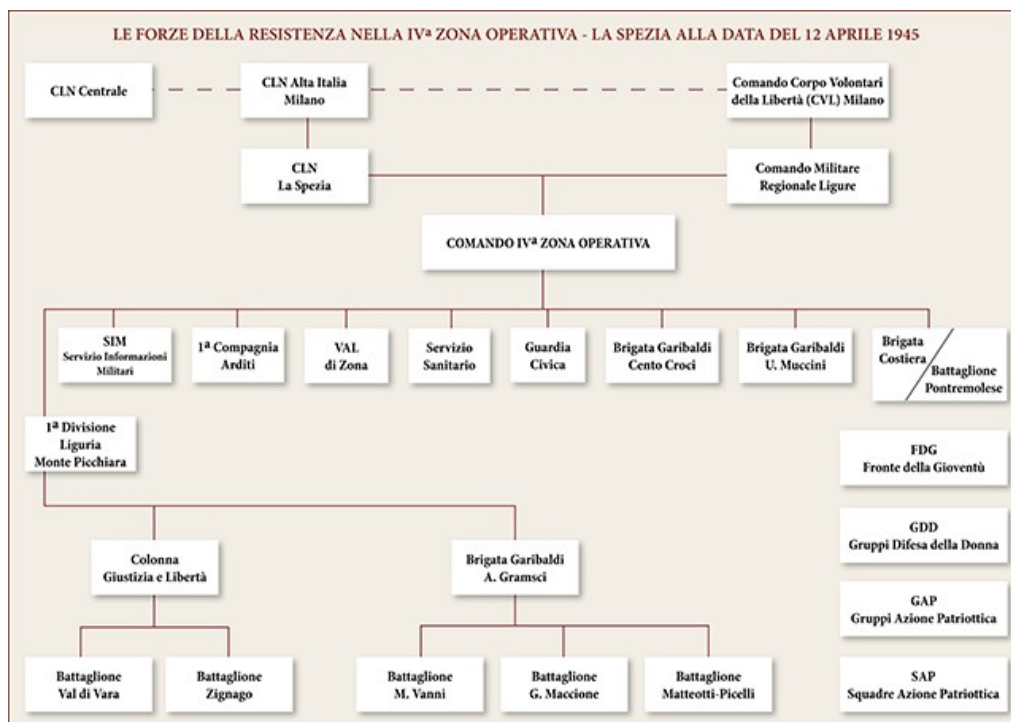 LE FORZE DELLA RESISTENZA NELLA IVª ZONA OPERATIVA - LA SPEZIA ALLA DATA DEL 12 APRILE 1945
CLN Centrale
CLN Alta Italia
Milano
Comando Corpo Volontari
della Libertà (CVL) Milano
CLN
La Spezia
Comando Militare
Regionale Ligure
COMANDO IVª ZONA OPERATIVA
SIM
Servizio Informazioni
Militari
1ª Compagnia
Arditi
VAL
di Zona
Servizio
Sanitario
Guardia
Civica
Brigata Garibaldi
Cento Croci
Brigata Garibaldi
U. Muccini
Brigata
Costiera
Battaglione
Pontremolese
1ª Divisione
Liguria
Monte Picchiara
FDG
Fronte della Gioventù
GDD
Gruppi Difesa della Donna
GAP
Gruppi Azione Patriottica
SAP
Squadre Azione Patriottica
Colonna
Giustizia e Libertà
Brigata Garibaldi
A. Gramsci
Battaglione
Val di Vara
Battaglione
Zignago
Battaglione
M. Vanni
Battaglione
G. Maccione
Battaglione
Matteotti-Picelli